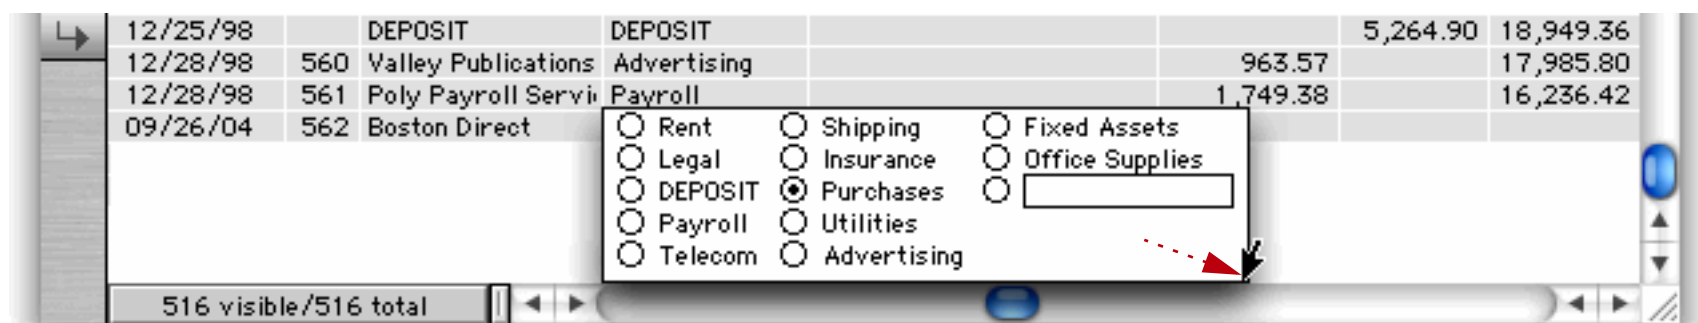 12/25/98 DEPOSIT DEPOSIT 5,264.90 18,949.36
12/28/98 560 Valley Publications Advertising 963.57 17,985.80
12/28/98 561 Poly Payroll Servi Payroll 1,749.38 16,236.42
09/26/04 562 Boston Direct
Rent Shipping Fixed Assets
Legal Insurance Office Supplies
DEPOSIT Purchases
Payroll Utilities
Telecom Advertising
516 visible/516 total